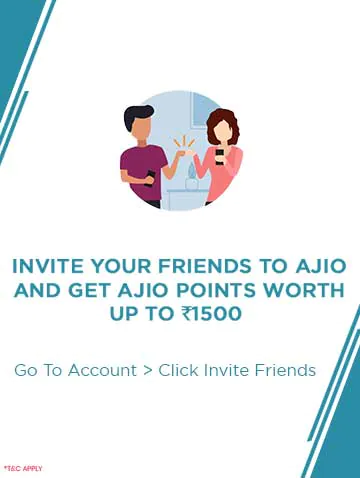 INVITE YOUR FRIENDS TO AJIO
AND GET AJIO POINTS WORTH
UP TO ₹1500
Go To Account > Click Invite Friends
*T&C APPLY